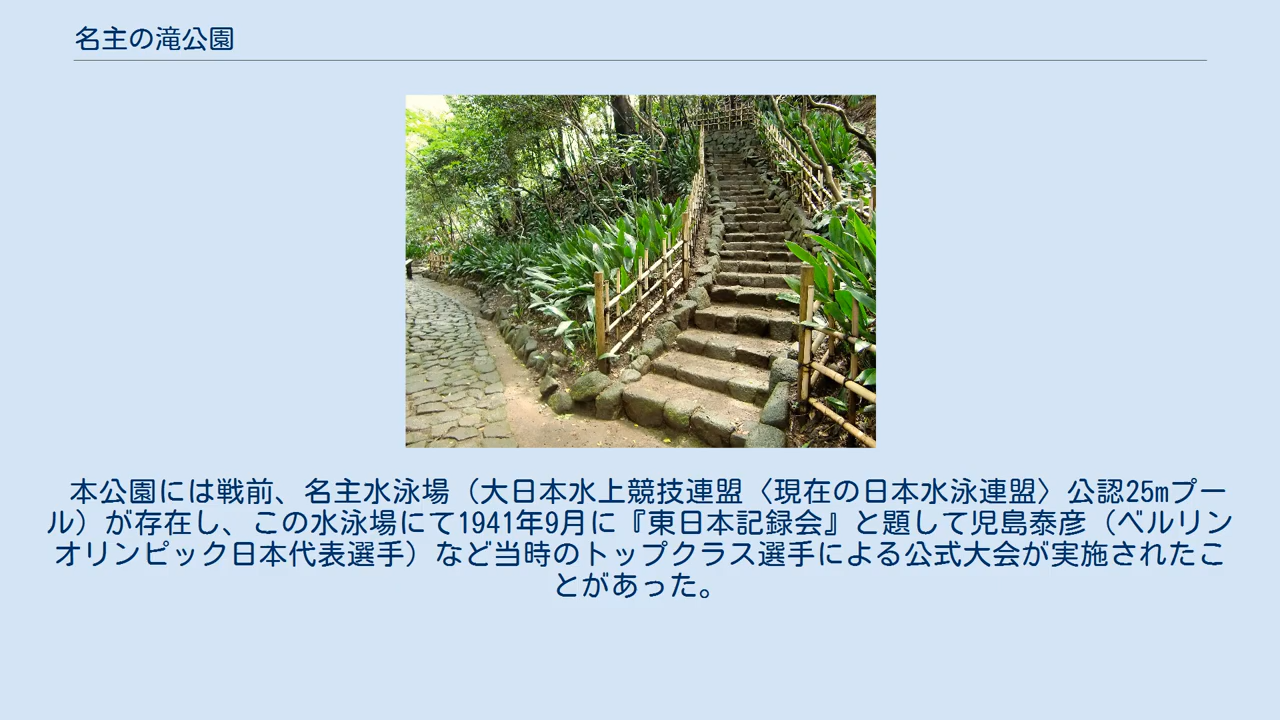 名主の滝公園
本公園には戦前、名主水泳場（大日本水上競技連盟〈現在の日本水泳連盟〉公認25mプー
ル）が存在し、この水泳場にて1941年9月に『東日本記録会』と題して児島泰彦（ベルリン
オリンピック日本代表選手）など当時のトップクラス選手による公式大会が実施されたこ
とがあった。